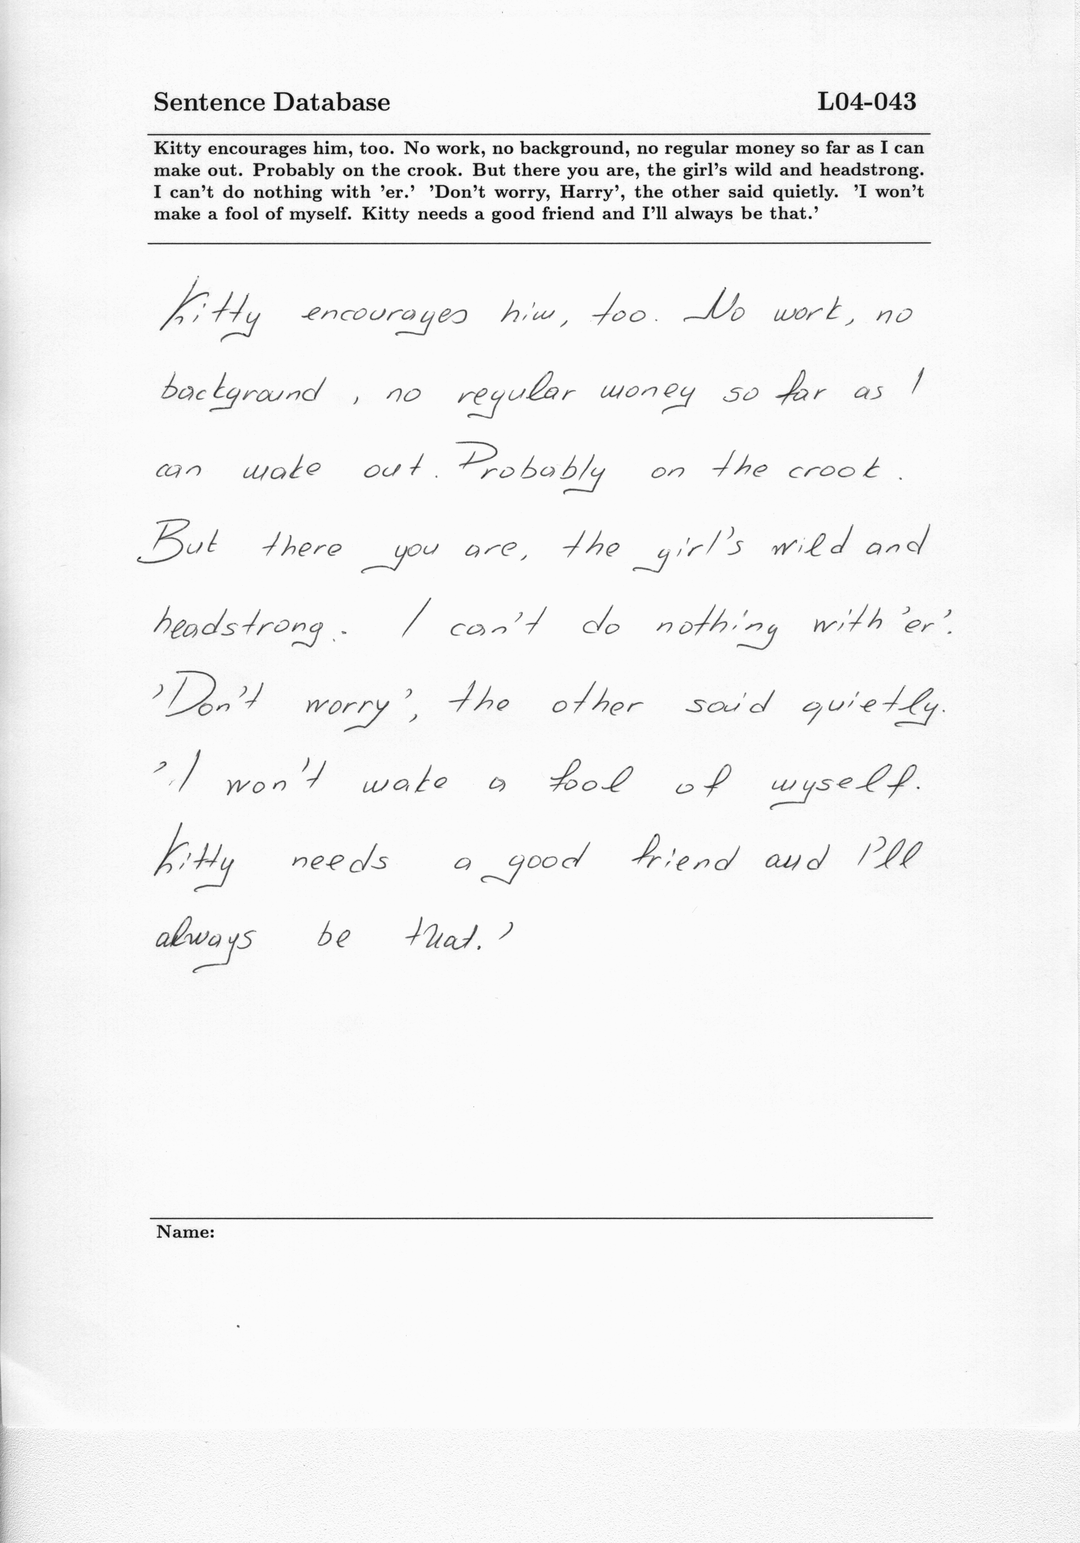 Sentence Database L04-043
Kitty encourages him, too. No work, no background, no regular money so far as I can
make out. Probably on the crook. But there you are, the girl's wild and headstrong.
I can't do nothing with 'er.' 'Don't worry, Harry', the other said quietly. 'I won't
make a fool of myself. Kitty needs a good friend and I'll always be that.'
Kitty encourages him, too. No work, no
background, no regular money so far as I
can make out. Probably on the crook.
But there you are, the girl's wild and
headstrong. I can't do nothing with 'er'.
'Don't worry', the other said quietly.
'I won't make a fool of myself.
Kitty needs a good friend and I'll
always be that.'
Name: